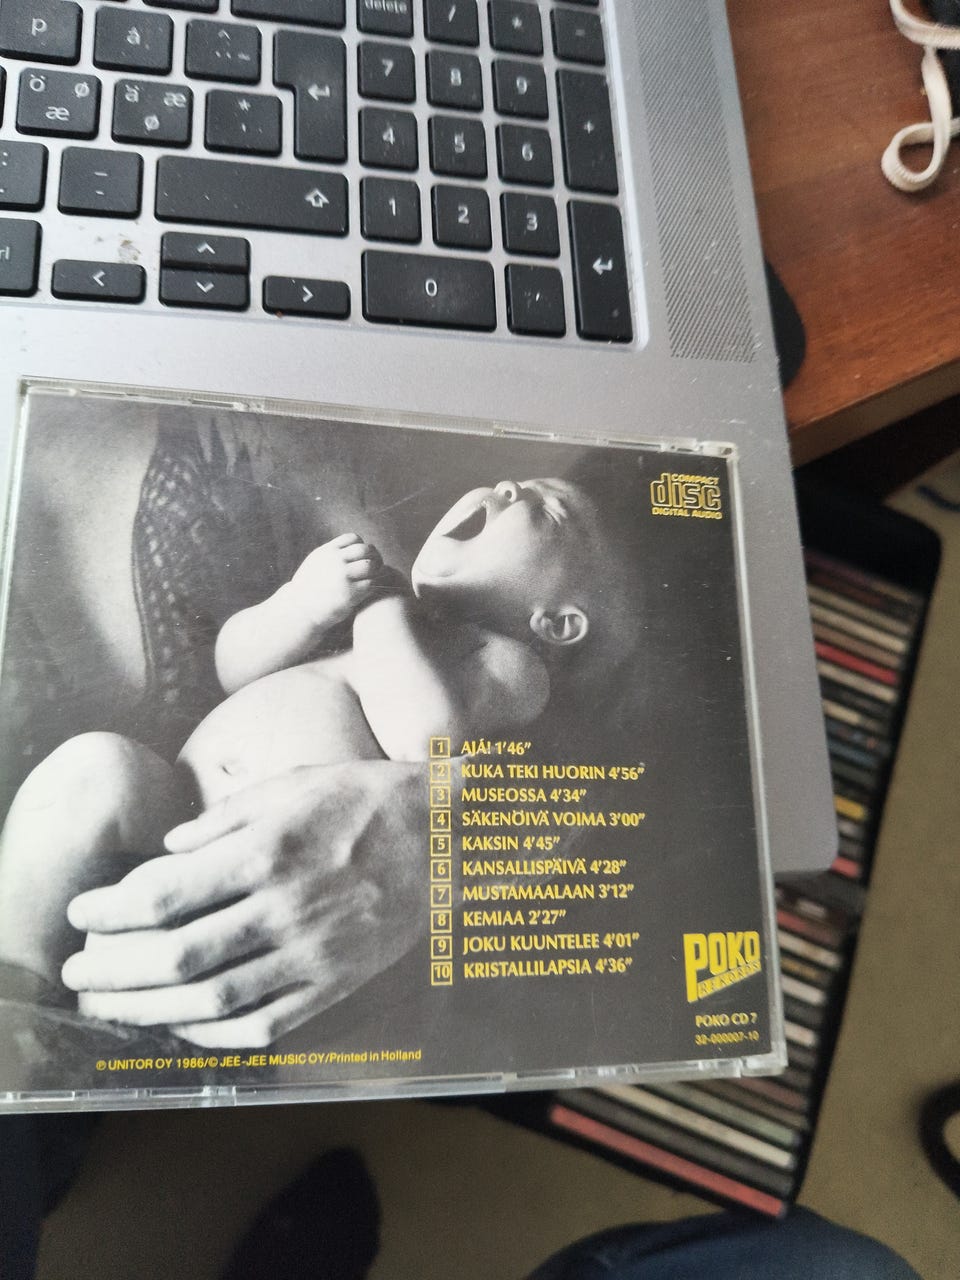 delete
/
*
-
p
å
^
¨ ~
7
8
9
+
ö ø
æ
ä æ
ø
*
'
4
5
6
:
.
_
-
1
2
3
0
,
COMPACT
disc
DIGITAL AUDIO
1 AJÁ! 1'46"
2 KUKA TEKI HUORIN 4'56"
3 MUSEOSSA 4'34"
4 SÄKENÖIVÄ VOIMA 3'00"
5 KAKSIN 4'45"
6 KANSALLISPÄIVÄ 4'28"
7 MUSTAMAALAAN 3'12"
8 KEMIAA 2'27"
9 JOKU KUUNTELEE 4'01"
10 KRISTALLILAPSIA 4'36"
POKO
REKORDS
POKO CD 7
32-000007-10
℗ UNITOR OY 1986/© JEE-JEE MUSIC OY/Printed in Holland